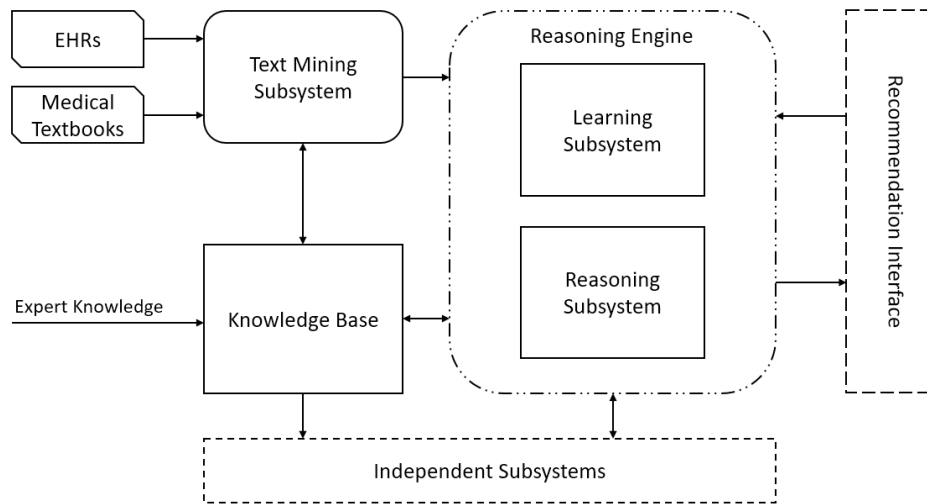 EHRs
Medical
Textbooks
Text Mining
Subsystem
Reasoning Engine
Learning
Subsystem
Reasoning
Subsystem
Recommendation Interface
Expert Knowledge
Knowledge Base
Independent Subsystems